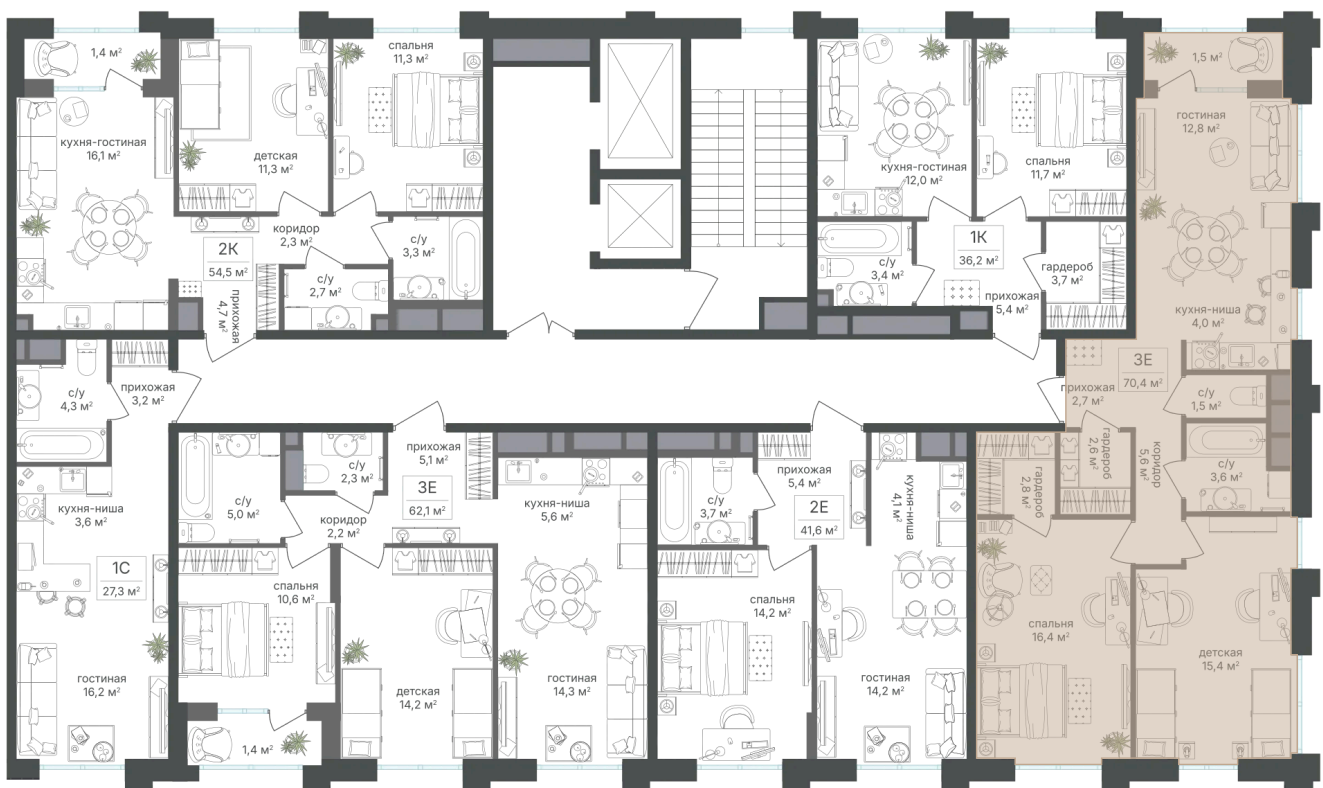 1,4 м²
кухня-гостиная
16,1 м²
детская
11,3 м²
спальня
11,3 м²
2К
54,5 м²
коридор
2,3 м²
с/у
3,3 м²
с/у
2,7 м²
прихожая
4,7 м²
кухня-гостиная
12,0 м²
спальня
11,7 м²
1К
36,2 м²
с/у
3,4 м²
гардероб
3,7 м²
прихожая
5,4 м²
1,5 м²
гостиная
12,8 м²
кухня-ниша
4,0 м²
3Е
70,4 м²
прихожая
2,7 м²
с/у
1,5 м²
гардероб
2,6 м²
коридор
5,6 м²
с/у
3,6 м²
гардероб
2,8 м²
спальня
16,4 м²
детская
15,4 м²
с/у
4,3 м²
прихожая
3,2 м²
кухня-ниша
3,6 м²
1С
27,3 м²
гостиная
16,2 м²
с/у
5,0 м²
с/у
2,3 м²
прихожая
5,1 м²
3Е
62,1 м²
коридор
2,2 м²
кухня-ниша
5,6 м²
спальня
10,6 м²
1,4 м²
детская
14,2 м²
гостиная
14,3 м²
с/у
3,7 м²
прихожая
5,4 м²
2Е
41,6 м²
кухня-ниша
4,1 м²
спальня
14,2 м²
гостиная
14,2 м²